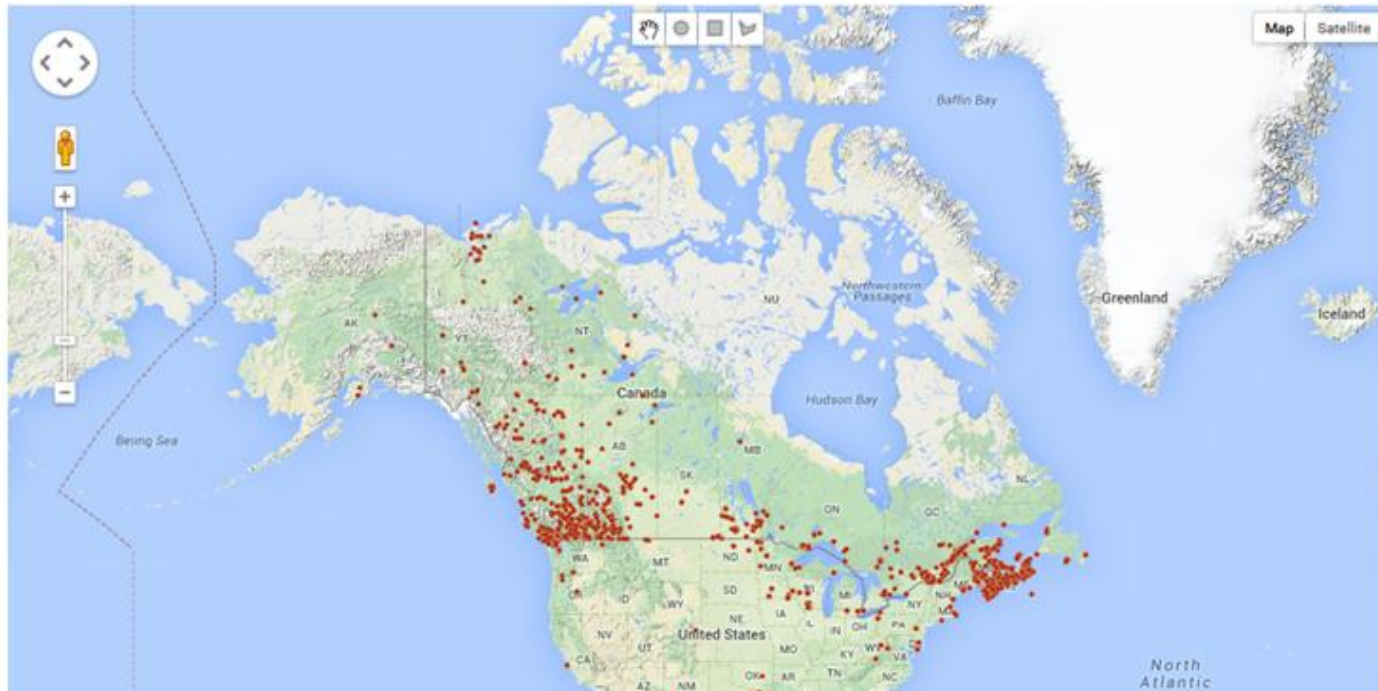 Map
Satellite
Baffin Bay
Greenland
Iceland
NU
Northwestern
Passages
AK
YT
NT
Canada
Hudson Bay
Bering Sea
AB
MB
SK
NL
ON
QC
WA
MT
ND
MN
OR
ID
WY
SD
MI
NH
NY
IA
IL
IN
OH
PA
NE
NV
UT
United States
CA
MO
KY
WV
VA
North
Atlantic
AZ
NM
OK
AR
TN
NC